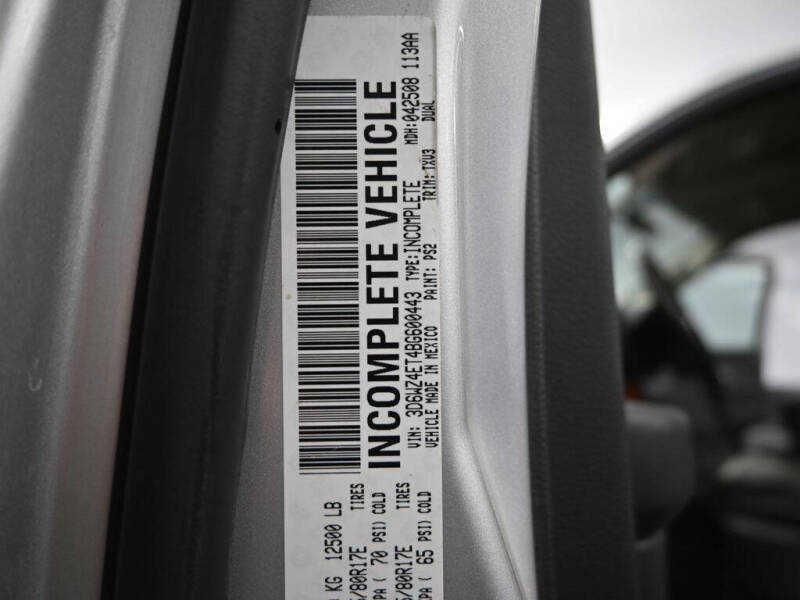 KG 12500 LB
/80R17E TIRES
PA ( 70 PSI) COLD
INCOMPLETE VEHICLE
/80R17E TIRES
PA ( 65 PSI) COLD
VIN: 3D6WZ4ET4BG600443 TYPE:INCOMPLETE MDH:042508 113AA
VEHICLE MADE IN MEXICO PAINT: PS2 TRIM: TXV3 DUAL